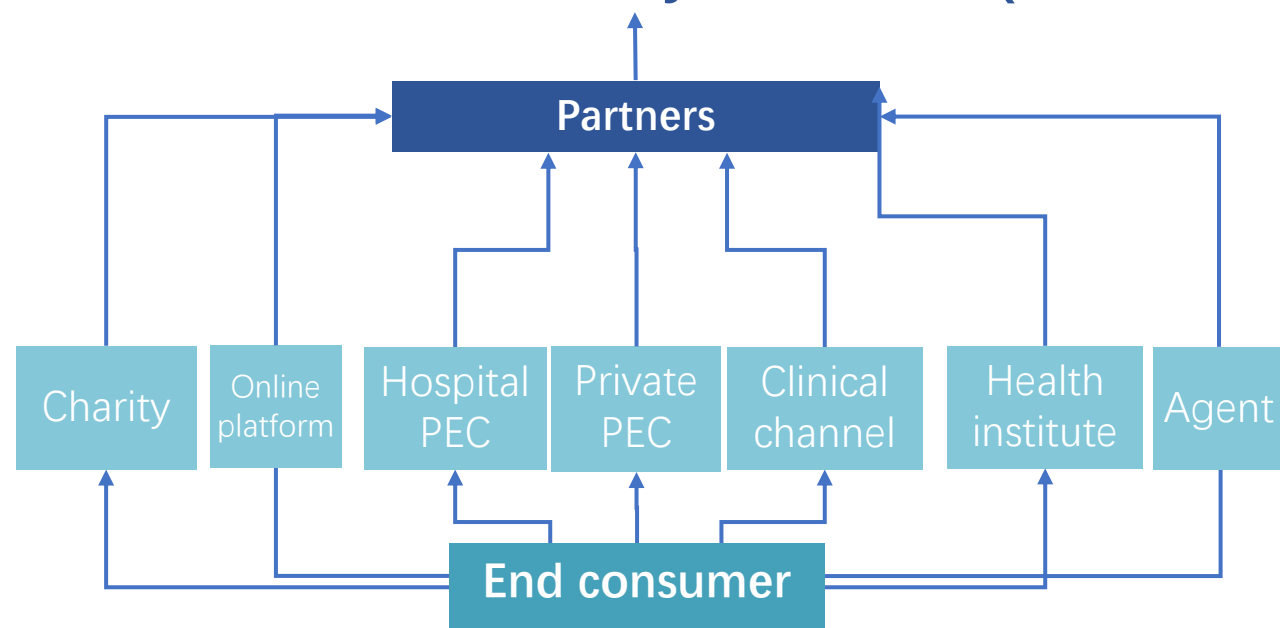 Partners
Charity
Online
platform
Hospital
PEC
Private
PEC
Clinical
channel
Health
institute
Agent
End consumer